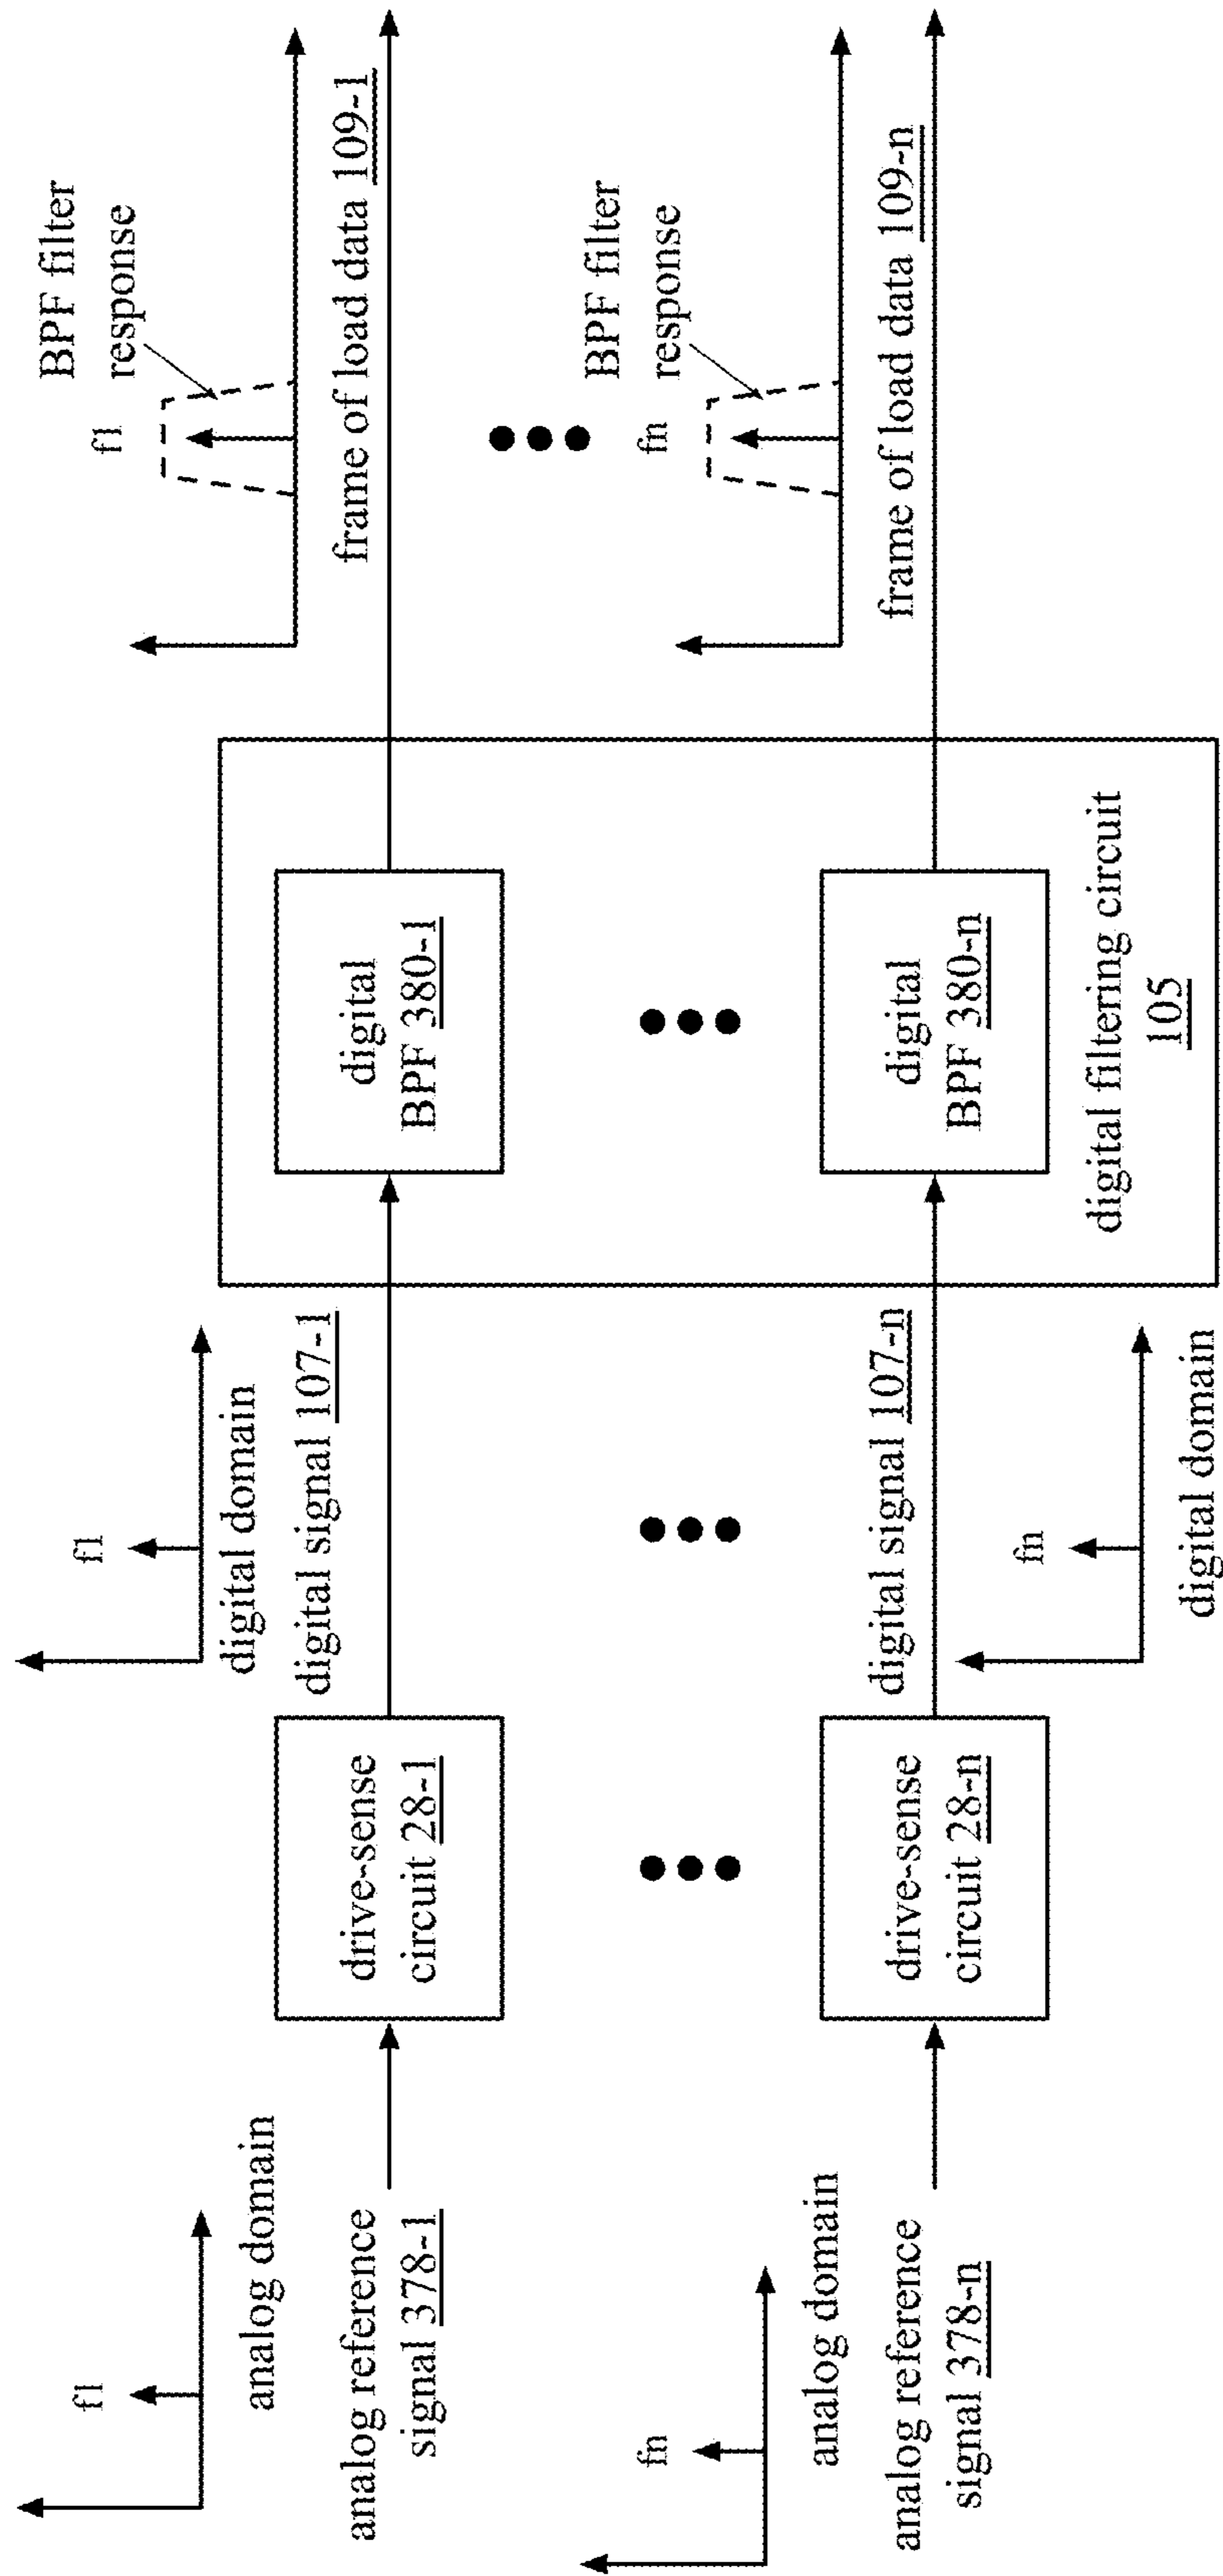 f1
analog domain
analog reference
signal 378-1
drive-sense
circuit 28-1
f1
digital domain
digital signal 107-1
digital
BPF 380-1
f1
BPF filter
response
frame of load data 109-1
fn
analog domain
analog reference
signal 378-n
drive-sense
circuit 28-n
digital signal 107-n
fn
digital domain
digital
BPF 380-n
digital filtering circuit
105
fn
BPF filter
response
frame of load data 109-n